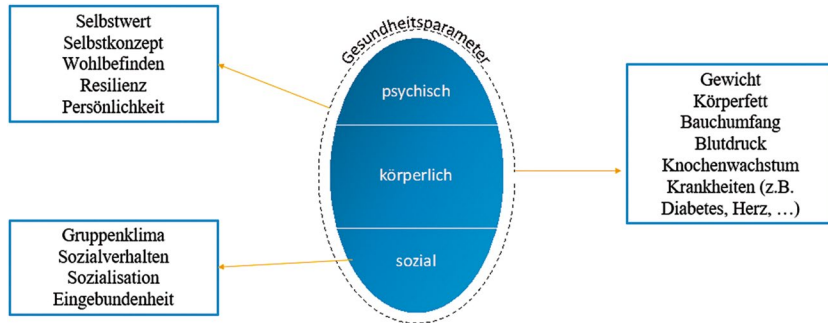 Selbstwert
Selbstkonzept
Wohlbefinden
Resilienz
Persönlichkeit
Gesundheitsparameter
psychisch
körperlich
sozial
Gewicht
Körperfett
Bauchumfang
Blutdruck
Knochenwachstum
Krankheiten (z.B.
Diabetes, Herz, …)
Gruppenklima
Sozialverhalten
Sozialisation
Eingebundenheit